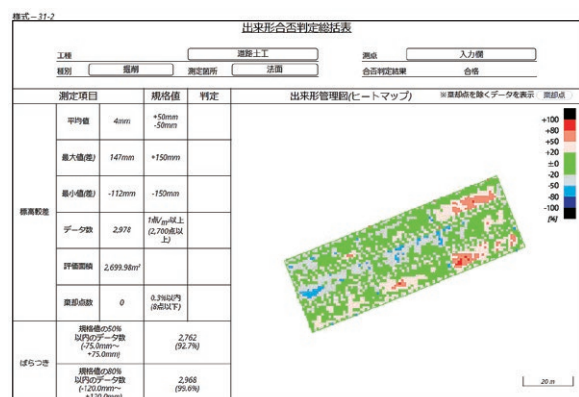 様式－31-2
出来形合否判定総括表
工種 道路土工 測点 入力欄
種別 掘削 測定箇所 法面 合否判定結果 合格
測定項目 規格値 判定 出来形管理図(ヒートマップ) ※棄却点を除くデータを表示 棄却点
標高較差
平均値 4mm +50mm
-50mm
最大値(差) 147mm +150mm
最小値(差) -112mm -150mm
データ数 2,978 1点/m²以上
(2,700点以
上)
評価面積 2,699.98m²
棄却点数 0 0.3%以内
(8点以下)
ばらつき
規格値の50%
以内のデータ数
(-75.0mm～
+75.0mm)
2,762
(92.7%)
規格値の80%
以内のデータ数
(-120.0mm～
+120.0mm)
2,968
(99.6%)
+100
+80
+50
+20
±0
-20
-50
-80
-100
[%]
20 m